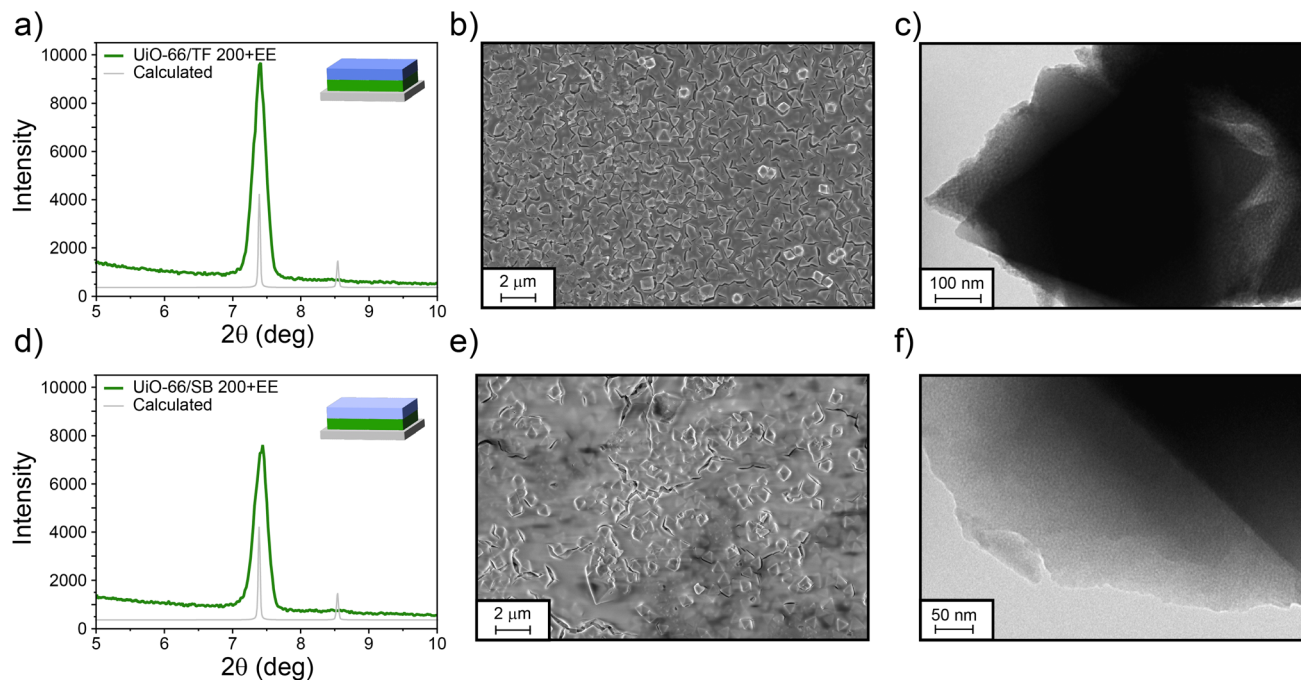 a)
b)
c)
UiO-66/TF 200+EE
Calculated
10000
8000
6000
4000
2000
0
Intensity
5
6
7
8
9
10
2θ (deg)
2 μm
100 nm
d)
e)
f)
UiO-66/SB 200+EE
Calculated
10000
8000
6000
4000
2000
0
Intensity
5
6
7
8
9
10
2θ (deg)
2 μm
50 nm